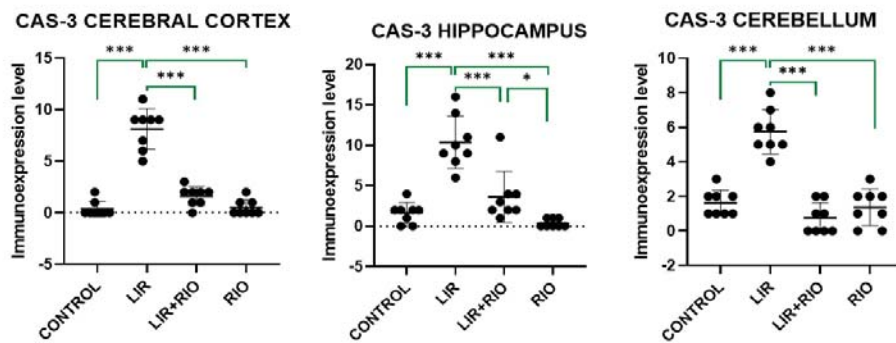 CAS-3 CEREBRAL CORTEX
*** ***
***
15
10
5
0
-5
Immunoexpression level
CONTROL
LIR
LIR+RIO
RIO
CAS-3 HIPPOCAMPUS
*** ***
*** *
20
15
10
5
0
-5
Immunoexpression level
CONTROL
LIR
LIR+RIO
RIO
CAS-3 CEREBELLUM
*** ***
***
8
6
4
2
0
-2
Immunoexpression level
CONTROL
LIR
LIR+RIO
RIO